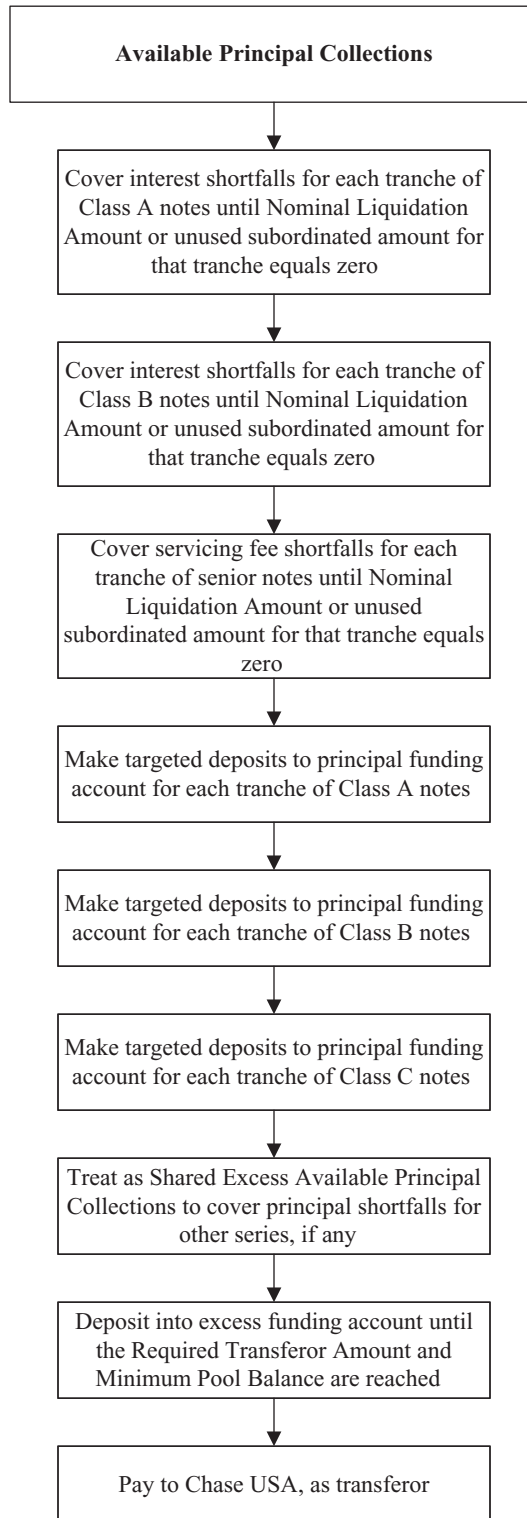 Available Principal Collections
Cover interest shortfalls for each tranche of
Class A notes until Nominal Liquidation
Amount or unused subordinated amount for
that tranche equals zero
Cover interest shortfalls for each tranche of
Class B notes until Nominal Liquidation
Amount or unused subordinated amount for
that tranche equals zero
Cover servicing fee shortfalls for each
tranche of senior notes until Nominal
Liquidation Amount or unused
subordinated amount for that tranche equals
zero
Make targeted deposits to principal funding
account for each tranche of Class A notes
Make targeted deposits to principal funding
account for each tranche of Class B notes
Make targeted deposits to principal funding
account for each tranche of Class C notes
Treat as Shared Excess Available Principal
Collections to cover principal shortfalls for
other series, if any
Deposit into excess funding account until
the Required Transferor Amount and
Minimum Pool Balance are reached
Pay to Chase USA, as transferor